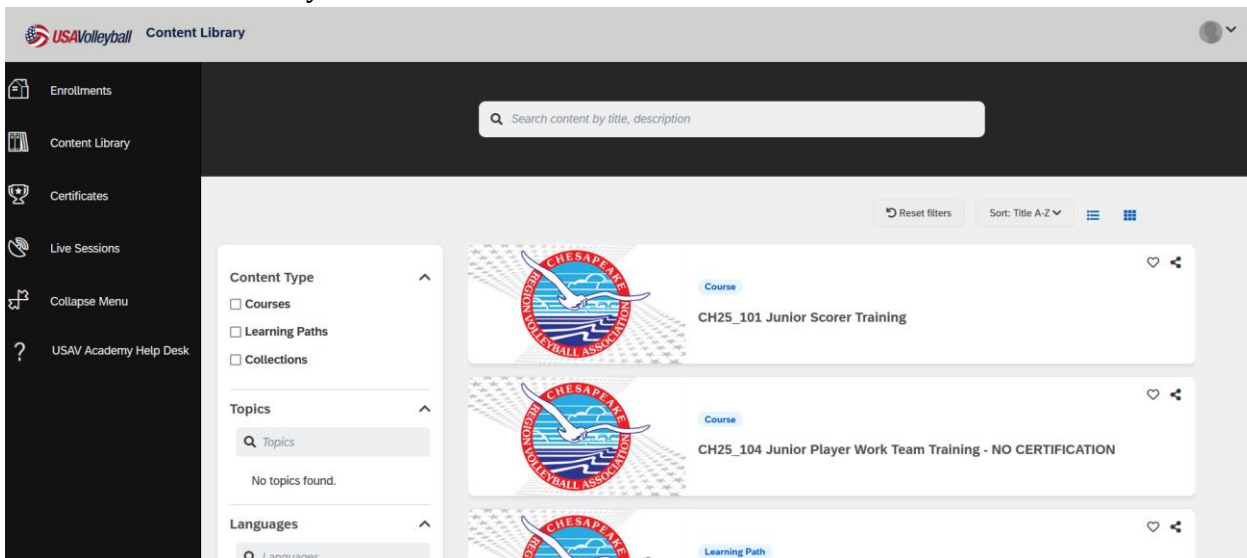 USAVolleyball Content Library
Enrollments
Content Library
Certificates
Live Sessions
Collapse Menu
USAV Academy Help Desk
Search content by title, description
Reset filters
Sort: Title A-Z
Content Type
Courses
Learning Paths
Collections
Topics
Topics
No topics found.
Languages
Languages
CHESAPEAKE
REGION VOLLEYBALL ASSOCIATION
Course
CH25_101 Junior Scorer Training
CHESAPEAKE
REGION VOLLEYBALL ASSOCIATION
Course
CH25_104 Junior Player Work Team Training - NO CERTIFICATION
CHESAPEAKE
Learning Path